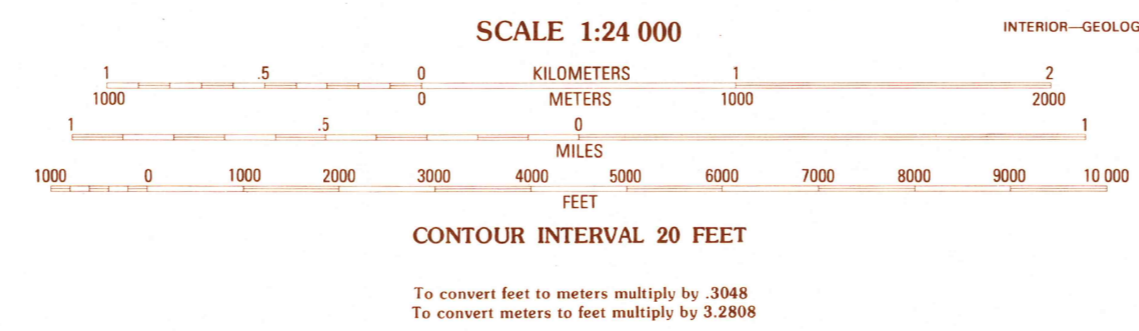 SCALE 1:24 000
INTERIOR—GEOLOG
1 .5 0 KILOMETERS 1 2
1000 0 METERS 1000 2000
1 .5 0 1
MILES
1000 0 1000 2000 3000 4000 5000 6000 7000 8000 9000 10 000
FEET
CONTOUR INTERVAL 20 FEET
To convert feet to meters multiply by .3048
To convert meters to feet multiply by 3.2808